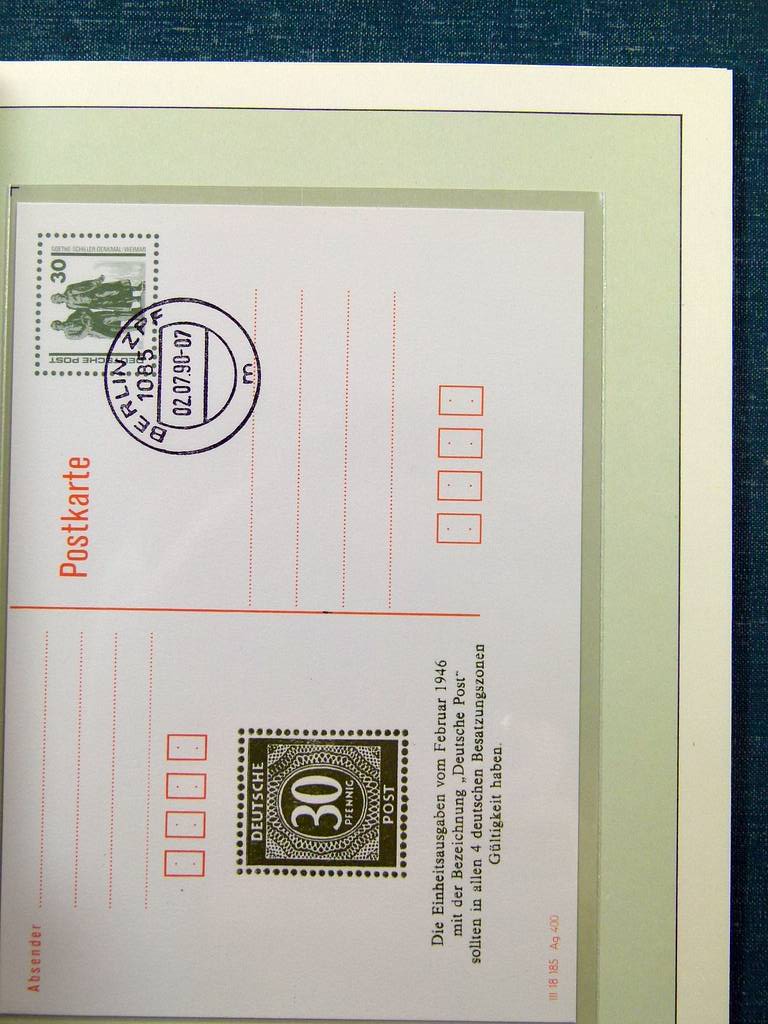 Absender
DEUTSCHE
30
PFENNIG
POST
Die Einheitsausgaben vom Februar 1946
mit der Bezeichnung „Deutsche Post“
sollten in allen 4 deutschen Besatzungszonen
Gültigkeit haben.
III 18 185 Ag 400
Postkarte
DEUTSCHE POST
30
GOETHE-SCHILLER-DENKMAL·WEIMAR
BERLIN ZPF
1085
02.07.90-07
m